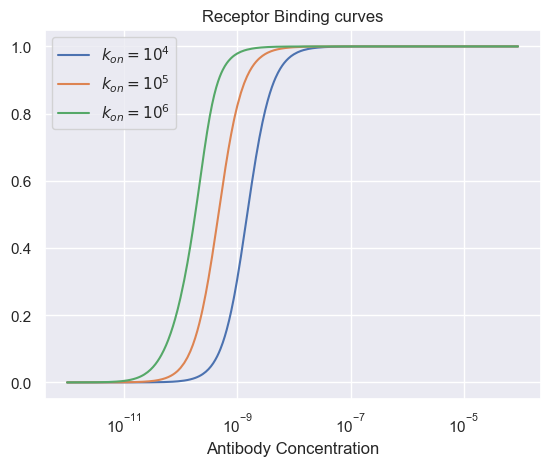 Receptor Binding curves
k_on = 10^4
k_on = 10^5
k_on = 10^6
1.0
0.8
0.6
0.4
0.2
0.0
10^−11 10^−9 10^−7 10^−5
Antibody Concentration